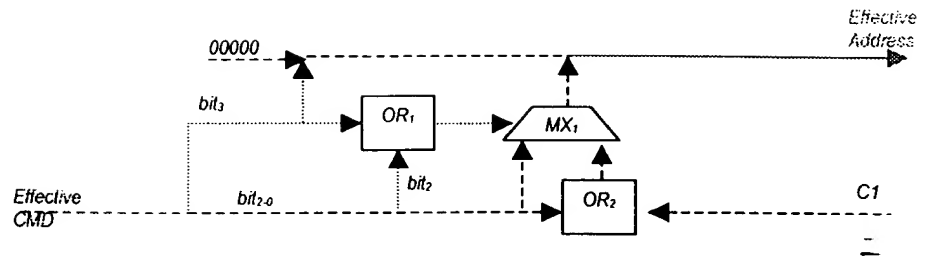 Effective
Address
00000
bit3
OR1
MX1
bit2
Effective
CMD
bit2-0
OR2
C1